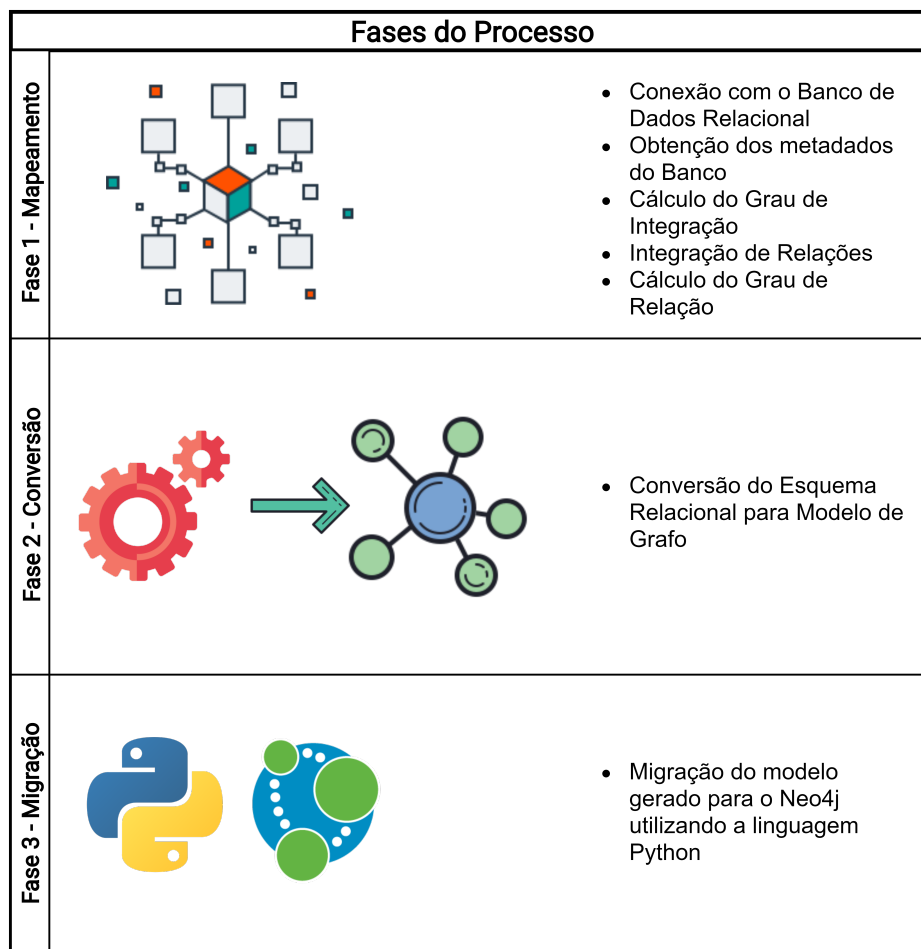 Fases do Processo
Fase 1 - Mapeamento
• Conexão com o Banco de
Dados Relacional
• Obtenção dos metadados
do Banco
• Cálculo do Grau de
Integração
• Integração de Relações
• Cálculo do Grau de
Relação
Fase 2 - Conversão
• Conversão do Esquema
Relacional para Modelo de
Grafo
Fase 3 - Migração
• Migração do modelo
gerado para o Neo4j
utilizando a linguagem
Python